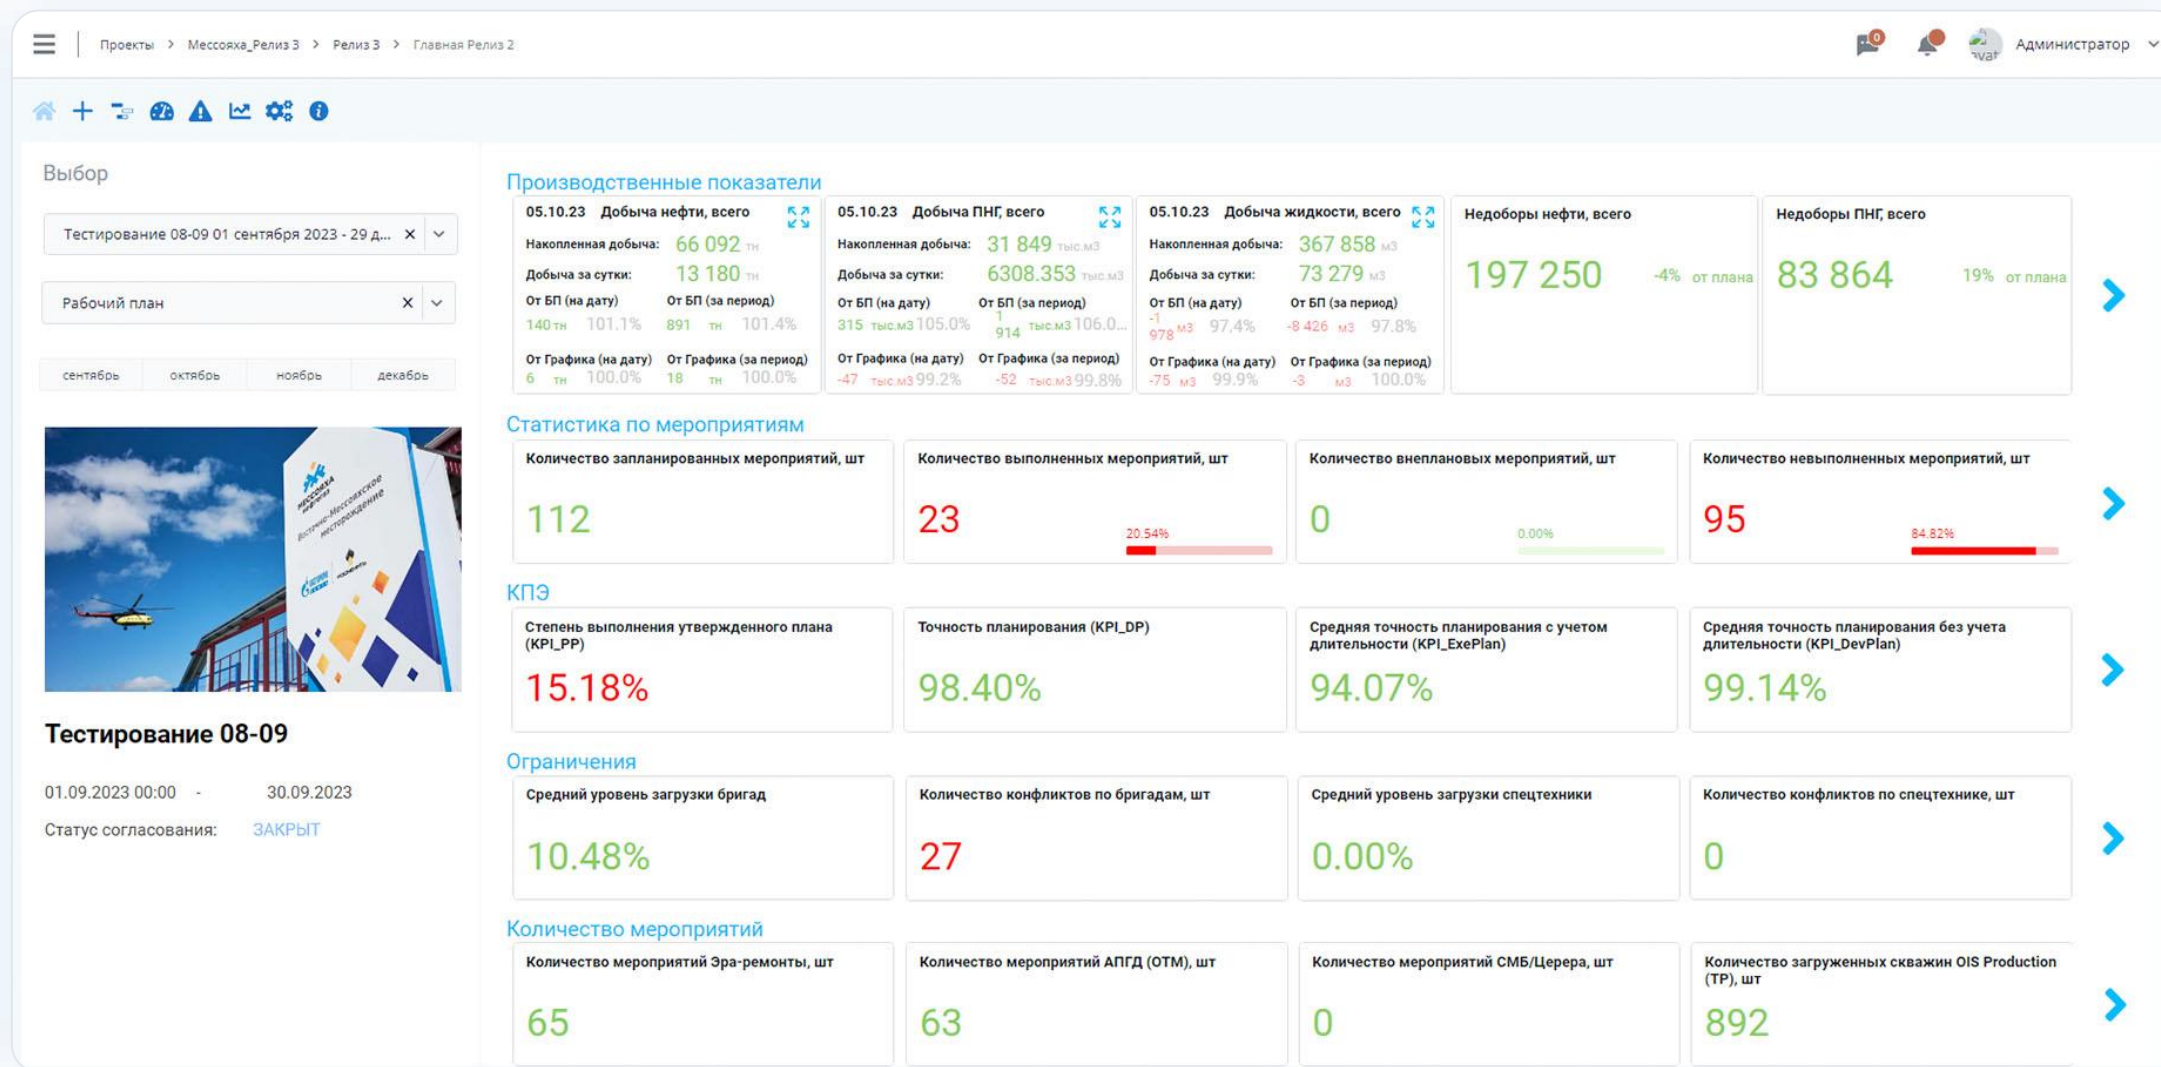 Проекты > Мессояха_Релиз 3 > Релиз 3 > Главная Релиз 2
0
Администратор
Выбор
Тестирование 08-09 01 сентября 2023 - 29 д...
Рабочий план
сентябрь октябрь ноябрь декабрь
МЕССОЯХА
нефтегаз
Восточно-Мессояхское
месторождение
Тестирование 08-09
01.09.2023 00:00 - 30.09.2023
Статус согласования: ЗАКРЫТ
Производственные показатели
05.10.23 Добыча нефти, всего
Накопленная добыча: 66 092 тн
Добыча за сутки: 13 180 тн
От БП (на дату) От БП (за период)
140 тн 101.1% 891 тн 101.4%
От Графика (на дату) От Графика (за период)
6 тн 100.0% 18 тн 100.0%
05.10.23 Добыча ПНГ, всего
Накопленная добыча: 31 849 тыс.м3
Добыча за сутки: 6308.353 тыс.м3
От БП (на дату) От БП (за период)
315 тыс.м3 105.0% 1 914 тыс.м3 106.0...
От Графика (на дату) От Графика (за период)
-47 тыс.м3 99.2% -52 тыс.м3 99.8%
05.10.23 Добыча жидкости, всего
Накопленная добыча: 367 858 м3
Добыча за сутки: 73 279 м3
От БП (на дату) От БП (за период)
-1 978 м3 97.4% -8 426 м3 97.8%
От Графика (на дату) От Графика (за период)
-75 м3 99.9% -3 м3 100.0%
Недоборы нефти, всего
197 250 -4% от плана
Недоборы ПНГ, всего
83 864 19% от плана
Статистика по мероприятиям
Количество запланированных мероприятий, шт
112
Количество выполненных мероприятий, шт
23 20.54%
Количество внеплановых мероприятий, шт
0 0.00%
Количество невыполненных мероприятий, шт
95 84.82%
КПЭ
Степень выполнения утвержденного плана
(KPI_PP)
15.18%
Точность планирования (KPI_DP)
98.40%
Средняя точность планирования с учетом
длительности (KPI_ExePlan)
94.07%
Средняя точность планирования без учета
длительности (KPI_DevPlan)
99.14%
Ограничения
Средний уровень загрузки бригад
10.48%
Количество конфликтов по бригадам, шт
27
Средний уровень загрузки спецтехники
0.00%
Количество конфликтов по спецтехнике, шт
0
Количество мероприятий
Количество мероприятий Эра-ремонты, шт
65
Количество мероприятий АПГД (ОТМ), шт
63
Количество мероприятий СМБ/Церера, шт
0
Количество загруженных скважин OIS Production
(ТР), шт
892